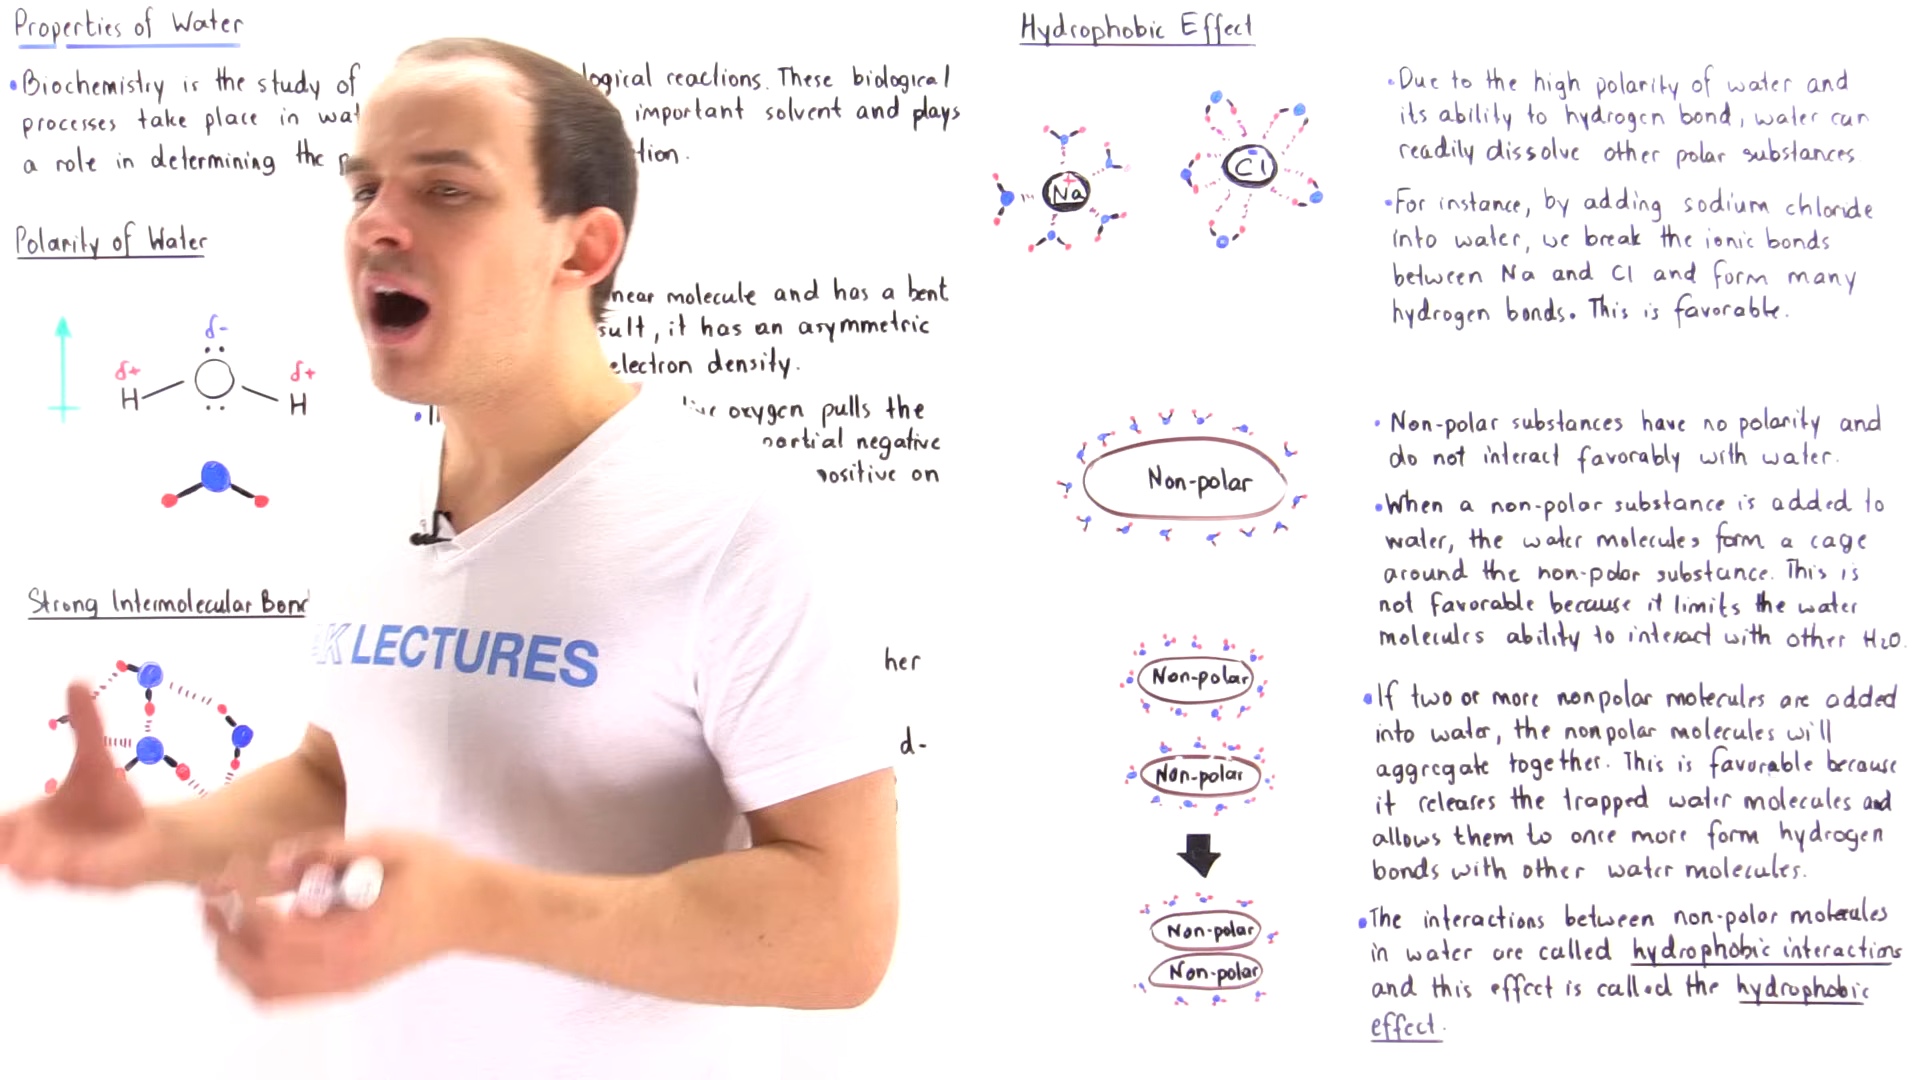 Properties of Water
•Biochemistry is the study of logical reactions. These biological
processes take place in wat important solvent and plays
a role in determining the p tion.
Polarity of Water
near molecule and has a bent
sult, it has an asymmetric
electron density.
δ-
δ+ δ+
H H
• oxygen pulls the
partial negative
positive on
Strong Intermolecular Bond
K LECTURES
her
d-
Hydrophobic Effect
Na
+
Cl
-
•Due to the high polarity of water and
its ability to hydrogen bond, water can
readily dissolve other polar substances
•For instance, by adding sodium chloride
into water, we break the ionic bonds
between Na and Cl and form many
hydrogen bonds. This is favorable.
Non-polar
• Non-polar substances have no polarity and
do not interact favorably with water.
•When a non-polar substance is added to
water, the water molecules form a cage
around the non-polar substance. This is
not favorable because it limits the water
molecules ability to interact with other H2O.
Non-polar
Non-polar
•If two or more nonpolar molecules are added
into water, the nonpolar molecules will
aggregate together. This is favorable because
it releases the trapped water molecules and
allows them to once more form hydrogen
bonds with other water molecules.
Non-polar
Non-polar
•The interactions between non-polar molecules
in water are called hydrophobic interactions
and this effect is called the hydrophobic
effect.